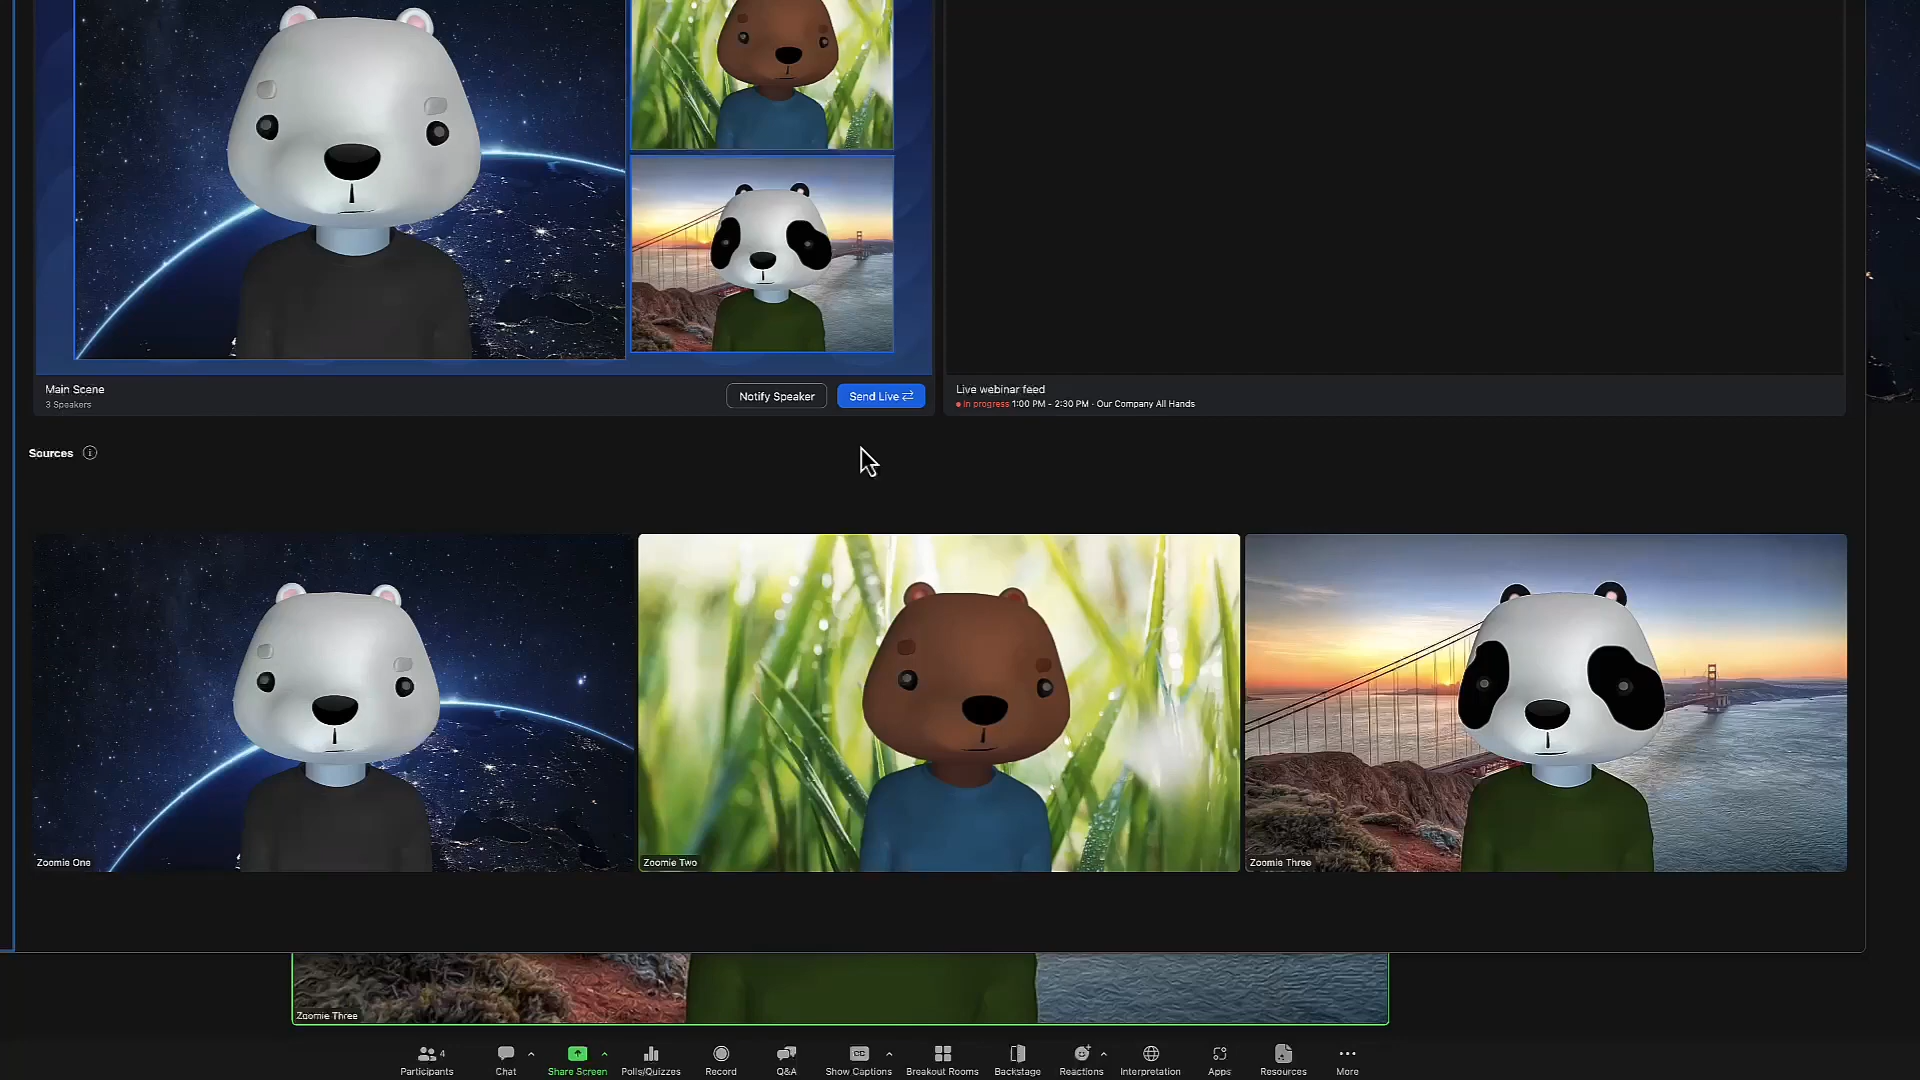 Main Scene
3 Speakers
Notify Speaker
Send Live
Live webinar feed
In progress 1:00 PM - 2:30 PM · Our Company All Hands
Sources
Zoomie One
Zoomie Two
Zoomie Three
Zoomie Three
4
Participants
Chat
Share Screen
Polls/Quizzes
Record
Q&A
CC
Show Captions
Breakout Rooms
Backstage
Reactions
Interpretation
Apps
Resources
More